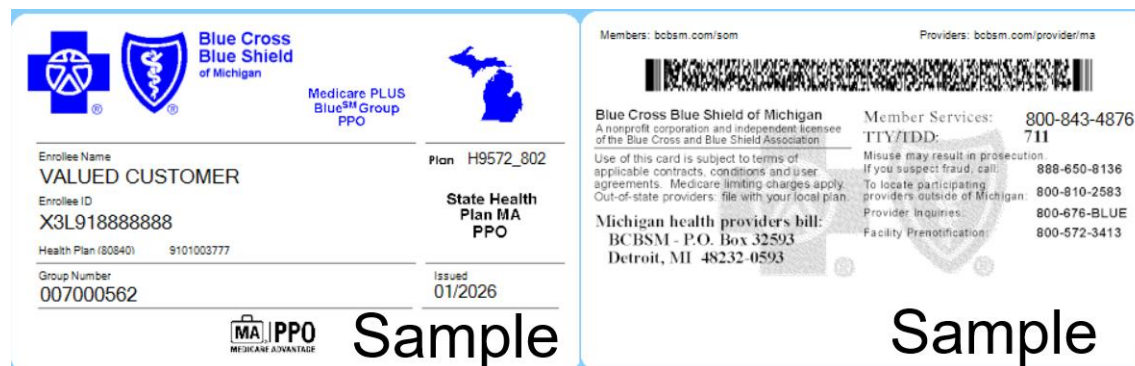 Blue Cross
Blue Shield
of Michigan
Medicare PLUS
Blue℠ Group
PPO
Enrollee Name
VALUED CUSTOMER
Enrollee ID
X3L918888888
Health Plan (80840) 9101003777
Group Number
007000562
Plan H9572_802
State Health
Plan MA
PPO
Issued
01/2026
MA PPO
MEDICARE ADVANTAGE
Sample
Members: bcbsm.com/som
Providers: bcbsm.com/provider/ma
Blue Cross Blue Shield of Michigan
A nonprofit corporation and independent licensee
of the Blue Cross and Blue Shield Association
Use of this card is subject to terms of
applicable contracts, conditions and user
agreements. Medicare limiting charges apply.
Out-of-state providers: file with your local plan.
Michigan health providers bill:
BCBSM - P.O. Box 32593
Detroit, MI 48232-0593
Member Services: 800-843-4876
TTY/TDD: 711
Misuse may result in prosecution.
If you suspect fraud, call: 888-650-8136
To locate participating
providers outside of Michigan: 800-810-2583
Provider Inquiries: 800-676-BLUE
Facility Prenotification: 800-572-3413
Sample